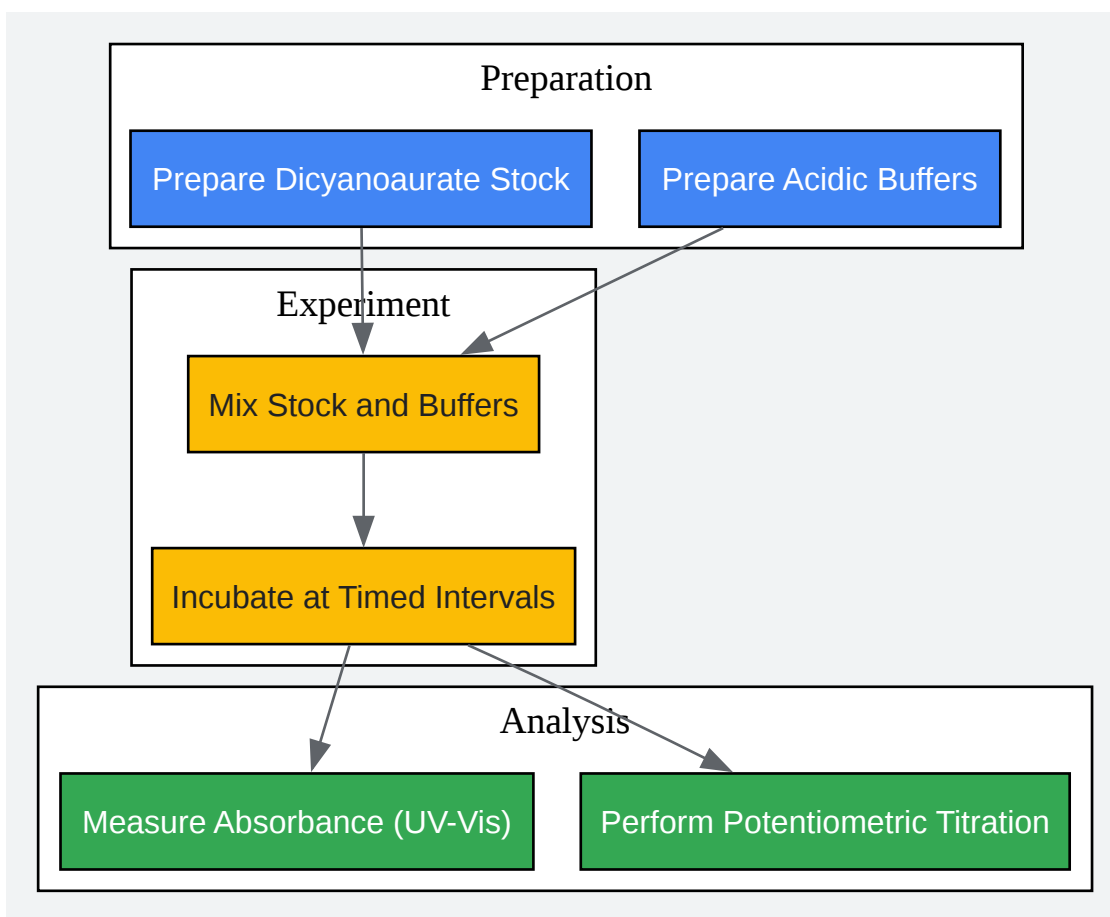 Preparation
Prepare Dicyanoaurate Stock
Prepare Acidic Buffers
Experiment
Mix Stock and Buffers
Incubate at Timed Intervals
Analysis
Measure Absorbance (UV-Vis)
Perform Potentiometric Titration